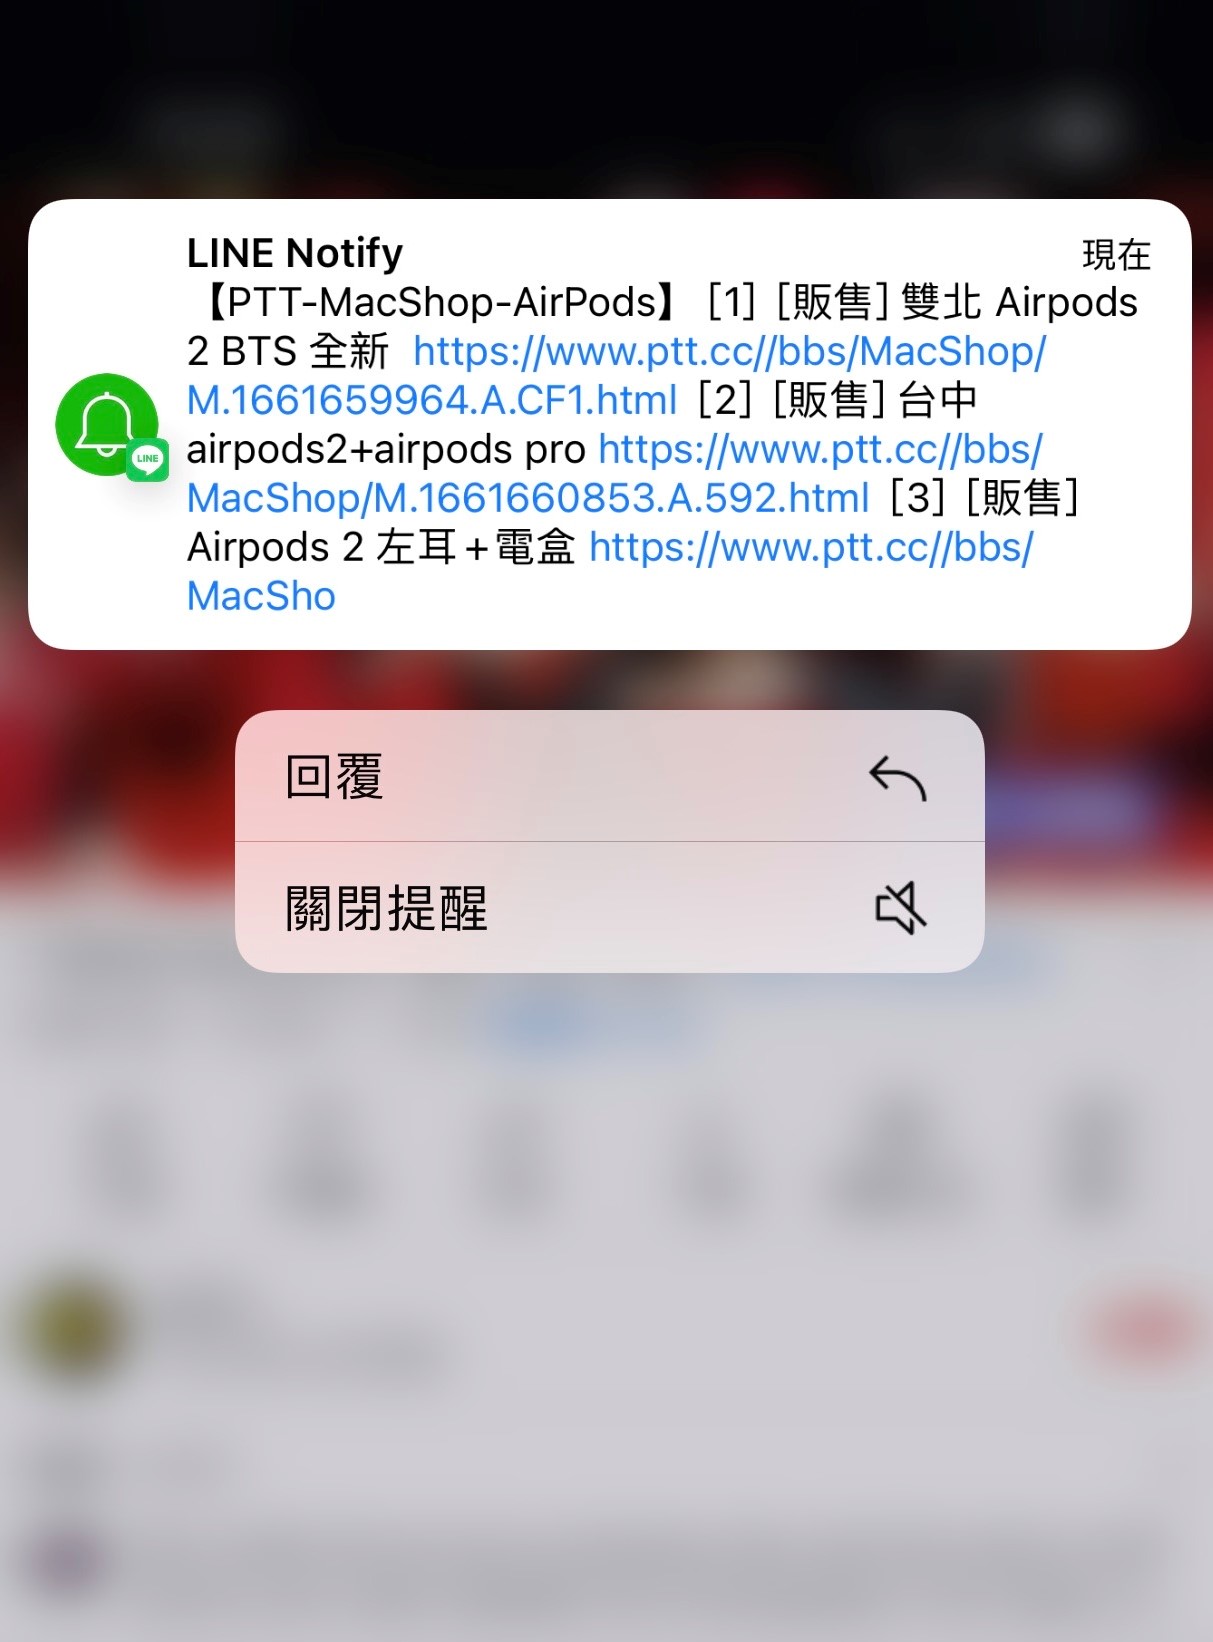 LINE Notify 現在
【PTT-MacShop-AirPods】 [1] [販售] 雙北 Airpods
2 BTS 全新 https://www.ptt.cc//bbs/MacShop/
M.1661659964.A.CF1.html [2] [販售] 台中
airpods2+airpods pro https://www.ptt.cc//bbs/
MacShop/M.1661660853.A.592.html [3] [販售]
Airpods 2 左耳+電盒 https://www.ptt.cc//bbs/
MacSho
LINE
回覆
關閉提醒